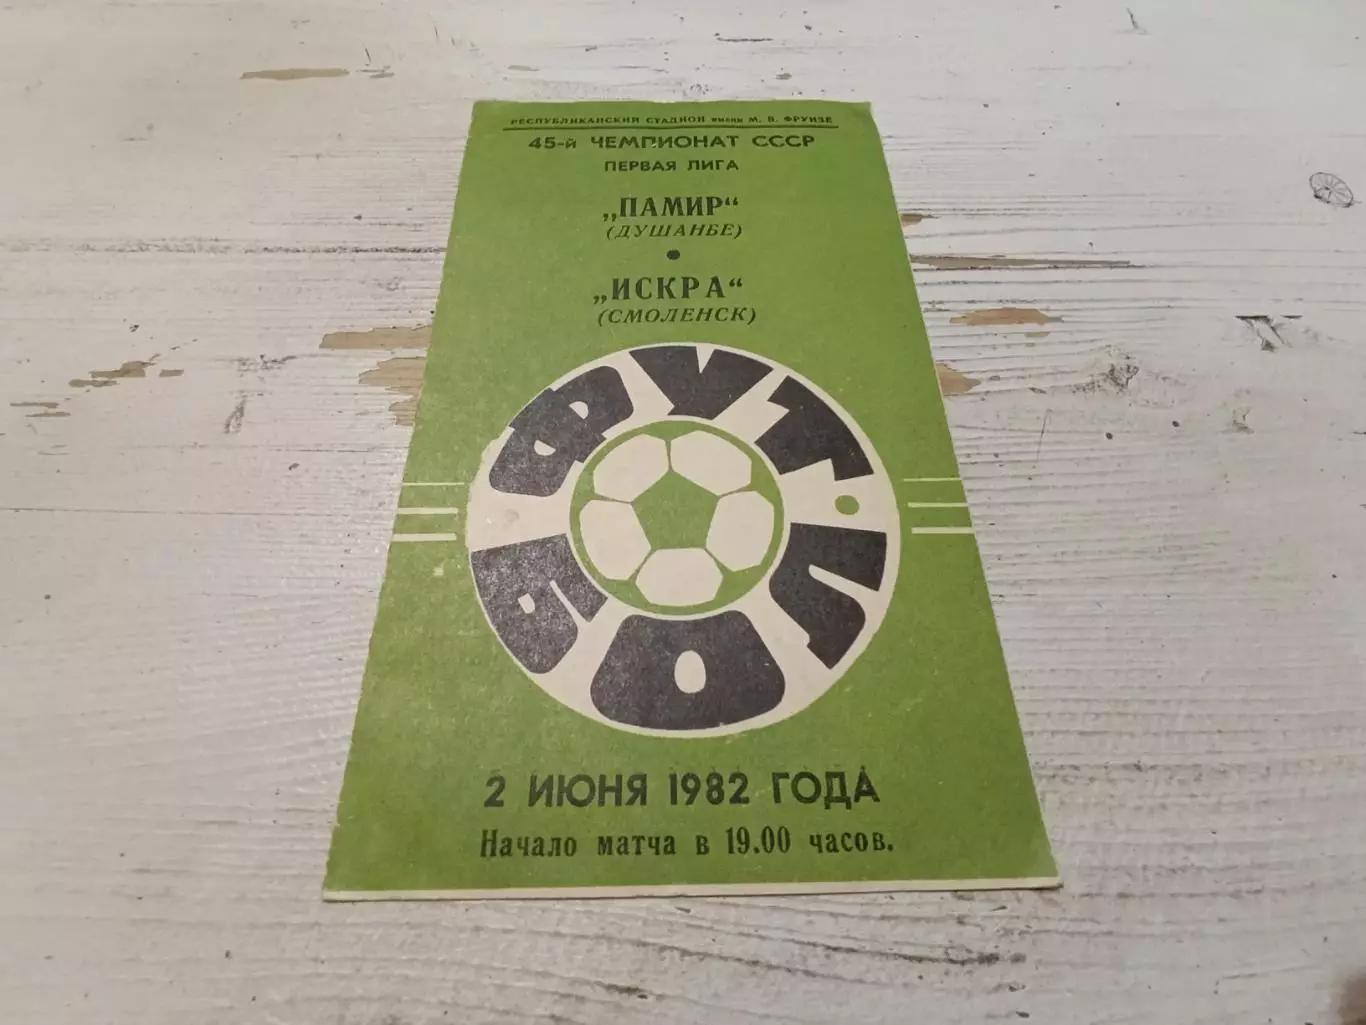 РЕСПУБЛИКАНСКИЙ СТАДИОН имени М. В. ФРУНЗЕ
45-й ЧЕМПИОНАТ СССР
ПЕРВАЯ ЛИГА
„ПАМИР“
(ДУШАНБЕ)
•
„ИСКРА“
(СМОЛЕНСК)
ФУТБОЛ
2 ИЮНЯ 1982 ГОДА
Начало матча в 19.00 часов.